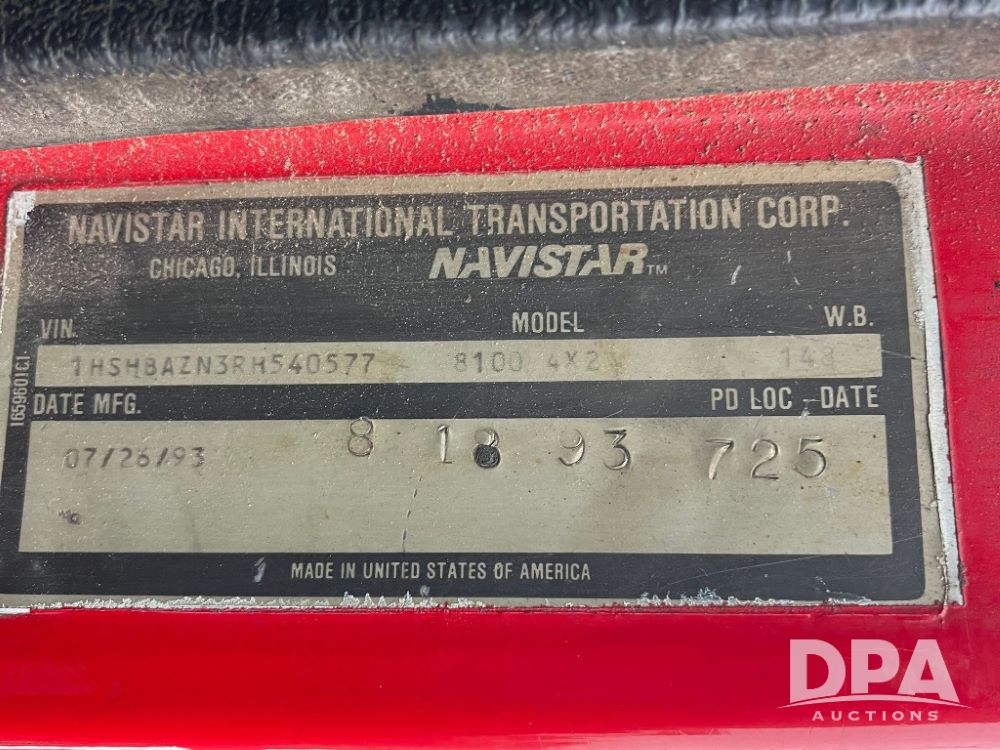 NAVISTAR INTERNATIONAL TRANSPORTATION CORP.
CHICAGO, ILLINOIS NAVISTAR™
VIN. MODEL W.B.
1HSHBAZN3RH540577 8100 4X2
DATE MFG. PD LOC - DATE
07/26/93 8 18 93 725
MADE IN UNITED STATES OF AMERICA
1659601C1
DPA
AUCTIONS